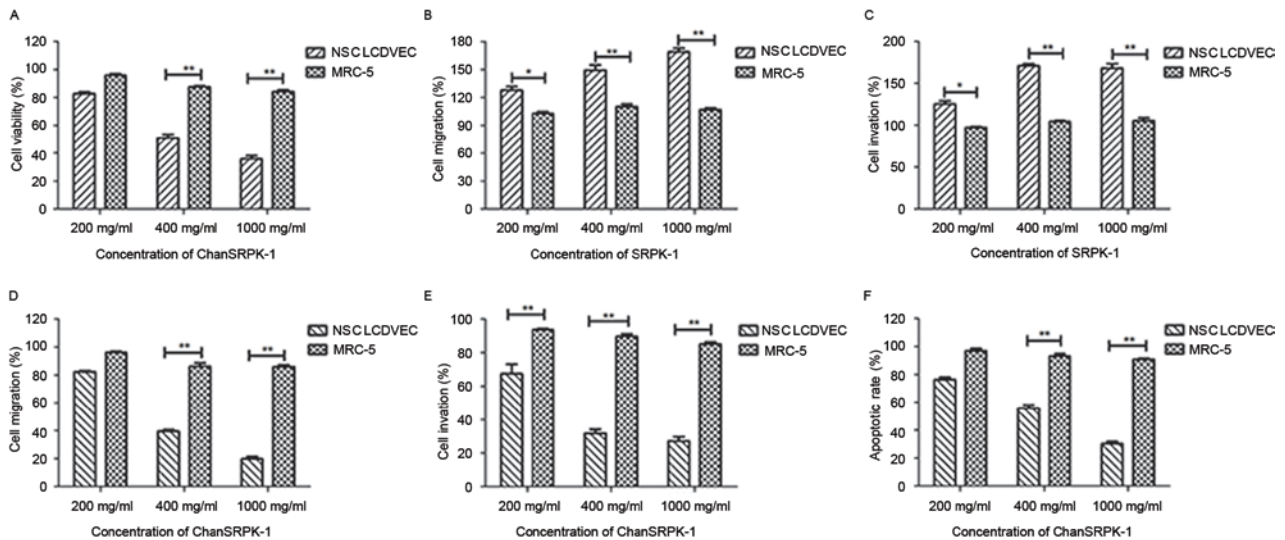 A
Cell viability (%)
120
100
80
60
40
20
0
**
**
NSCLCDVEC
MRC-5
200 mg/ml
400 mg/ml
1000 mg/ml
Concentration of ChanSRPK-1
B
Cell migration (%)
180
150
120
90
60
30
0
*
**
**
NSCLCDVEC
MRC-5
200 mg/ml
400 mg/ml
1000 mg/ml
Concentration of SRPK-1
C
Cell invation (%)
200
150
100
50
0
*
**
**
NSCLCDVEC
MRC-5
200 mg/ml
400 mg/ml
1000 mg/ml
Concentration of SRPK-1
D
Cell migration (%)
120
100
80
60
40
20
0
**
**
NSCLCDVEC
MRC-5
200 mg/ml
400 mg/ml
1000 mg/ml
Concentration of ChanSRPK-1
E
Cell invation (%)
100
80
60
40
20
0
**
**
**
NSCLCDVEC
MRC-5
200 mg/ml
400 mg/ml
1000 mg/ml
Concentration of ChanSRPK-1
F
Apoptotic rate (%)
120
100
80
60
40
20
0
**
**
NSCLCDVEC
MRC-5
200 mg/ml
400 mg/ml
1000 mg/ml
Concentration of ChanSRPK-1